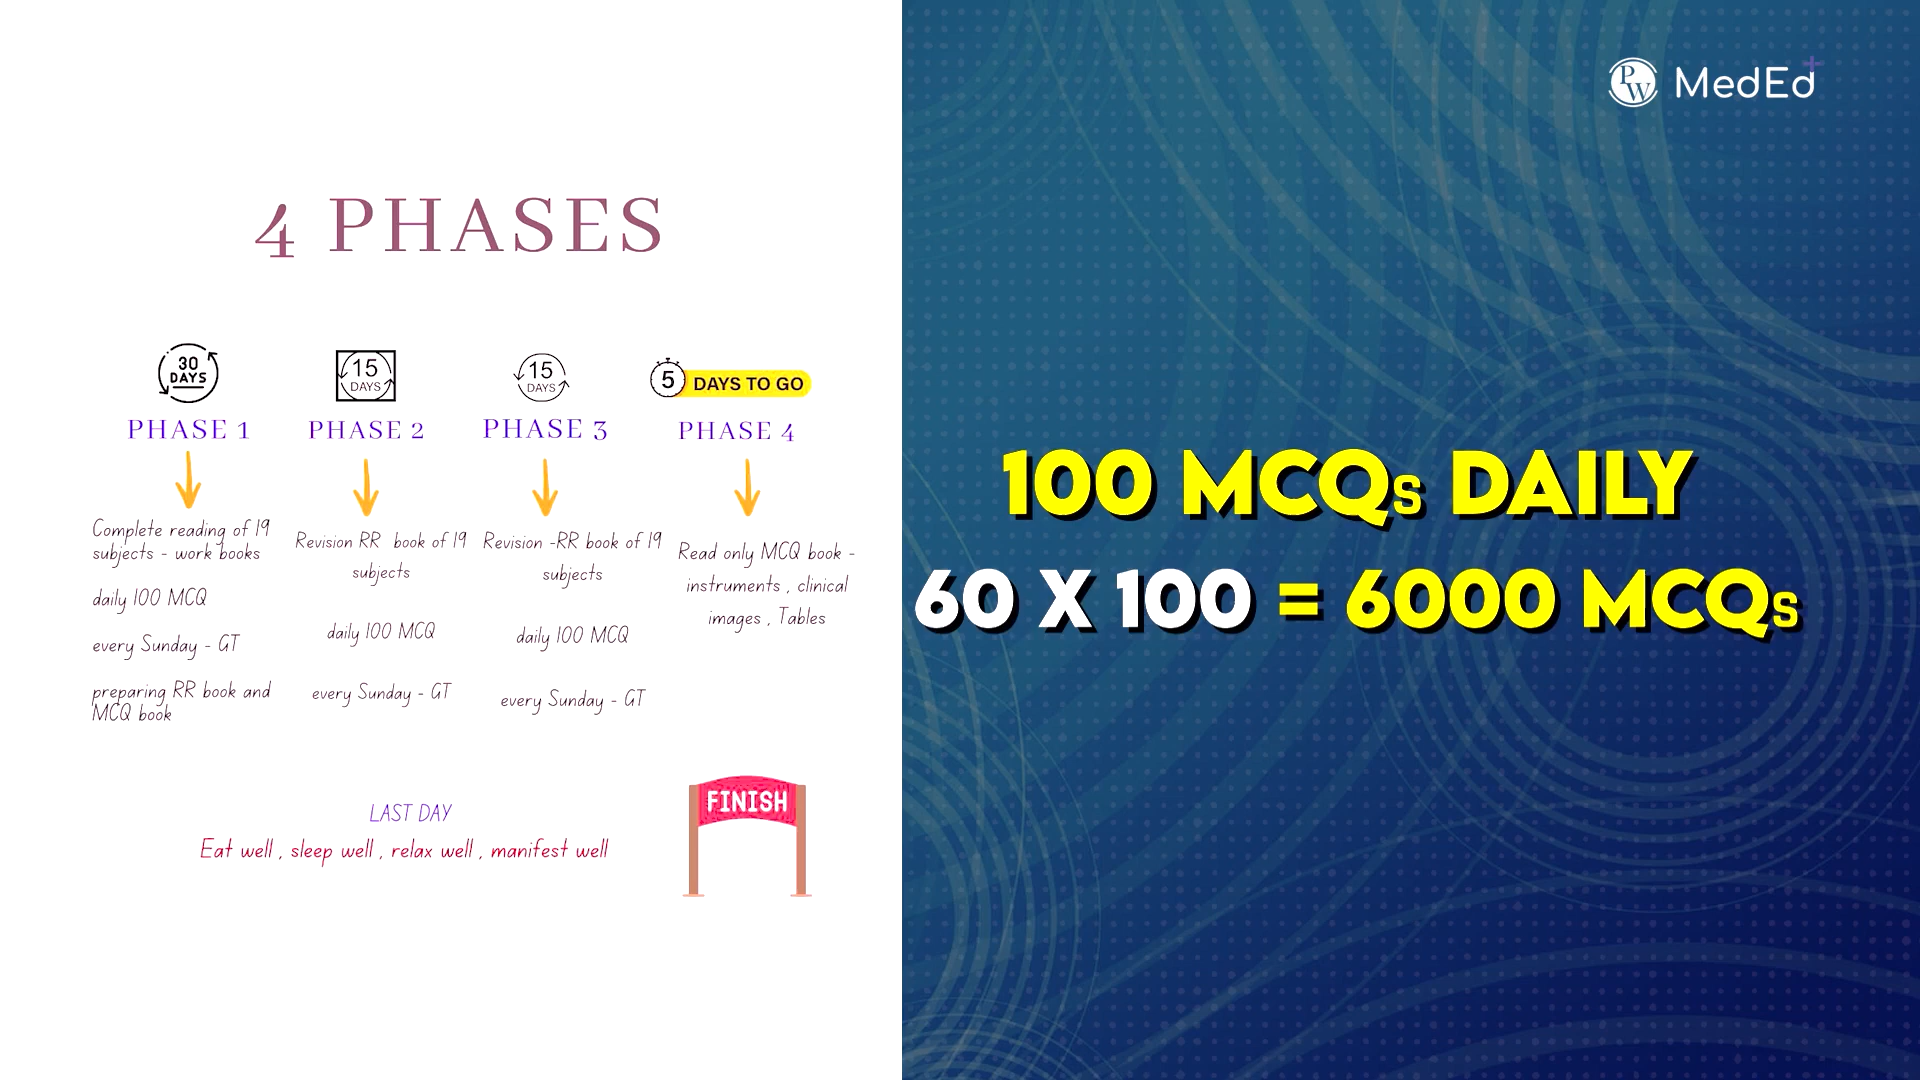 4 PHASES
30 DAYS
PHASE 1
Complete reading of 19
subjects - work books
daily 100 MCQ
every Sunday - GT
preparing RR book and
MCQ book
15
DAYS
PHASE 2
Revision RR book of 19
subjects
daily 100 MCQ
every Sunday - GT
15
DAYS
PHASE 3
Revision -RR book of 19
subjects
daily 100 MCQ
every Sunday - GT
5 DAYS TO GO
PHASE 4
Read only MCQ book -
instruments , clinical
images , Tables
LAST DAY
Eat well , sleep well , relax well , manifest well
FINISH
PW MedEd
100 MCQs DAILY
60 X 100 = 6000 MCQs